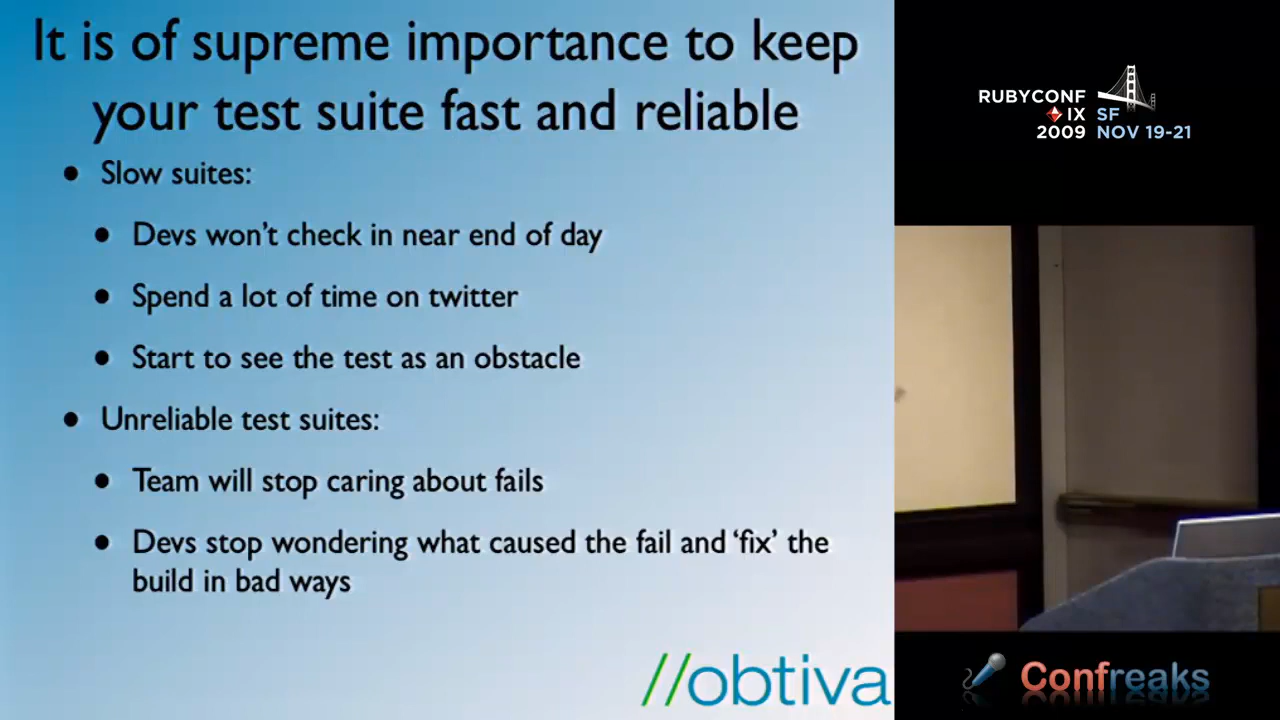 It is of supreme importance to keep
your test suite fast and reliable
• Slow suites:
• Devs won't check in near end of day
• Spend a lot of time on twitter
• Start to see the test as an obstacle
• Unreliable test suites:
• Team will stop caring about fails
• Devs stop wondering what caused the fail and ‘fix’ the
build in bad ways
//obtiva
RUBYCONF
IX SF
2009 NOV 19-21
Confreaks